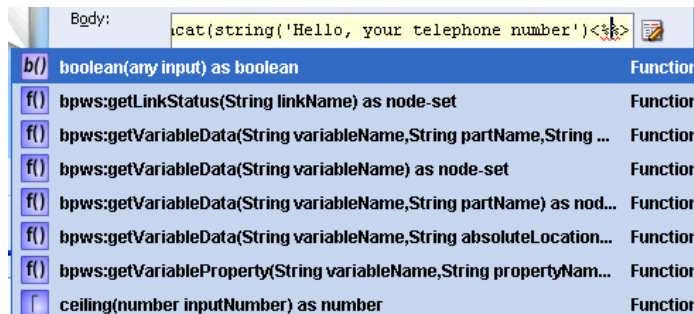 Body:
ncat(string('Hello, your telephone number')<%%>
b() boolean(any input) as boolean Function
f() bpws:getLinkStatus(String linkName) as node-set Function
f() bpws:getVariableData(String variableName,String partName,String ... Function
f() bpws:getVariableData(String variableName) as node-set Function
f() bpws:getVariableData(String variableName,String partName) as nod... Function
f() bpws:getVariableData(String variableName,String absoluteLocation... Function
f() bpws:getVariableProperty(String variableName,String propertyNam... Function
ceiling(number inputNumber) as number Function